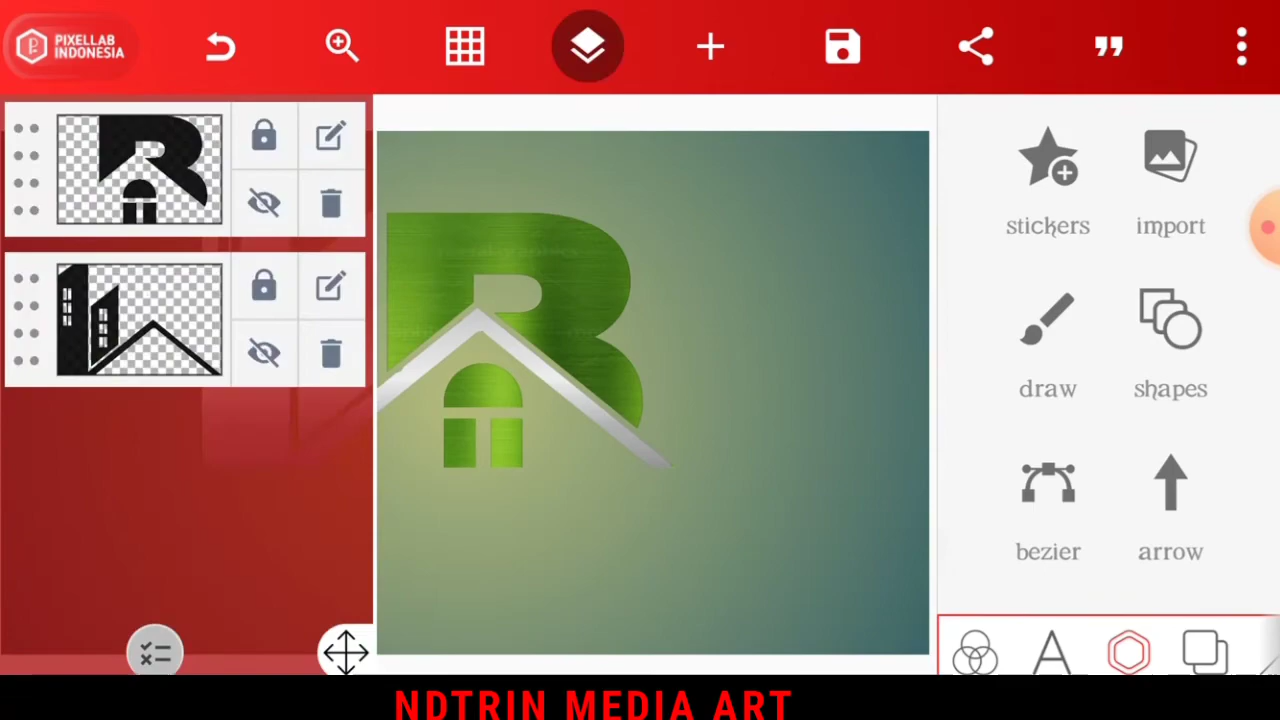 PIXELLAB
INDONESIA
R
R
stickers
import
draw
shapes
bezier
arrow
A
NDTRIN MEDIA ART